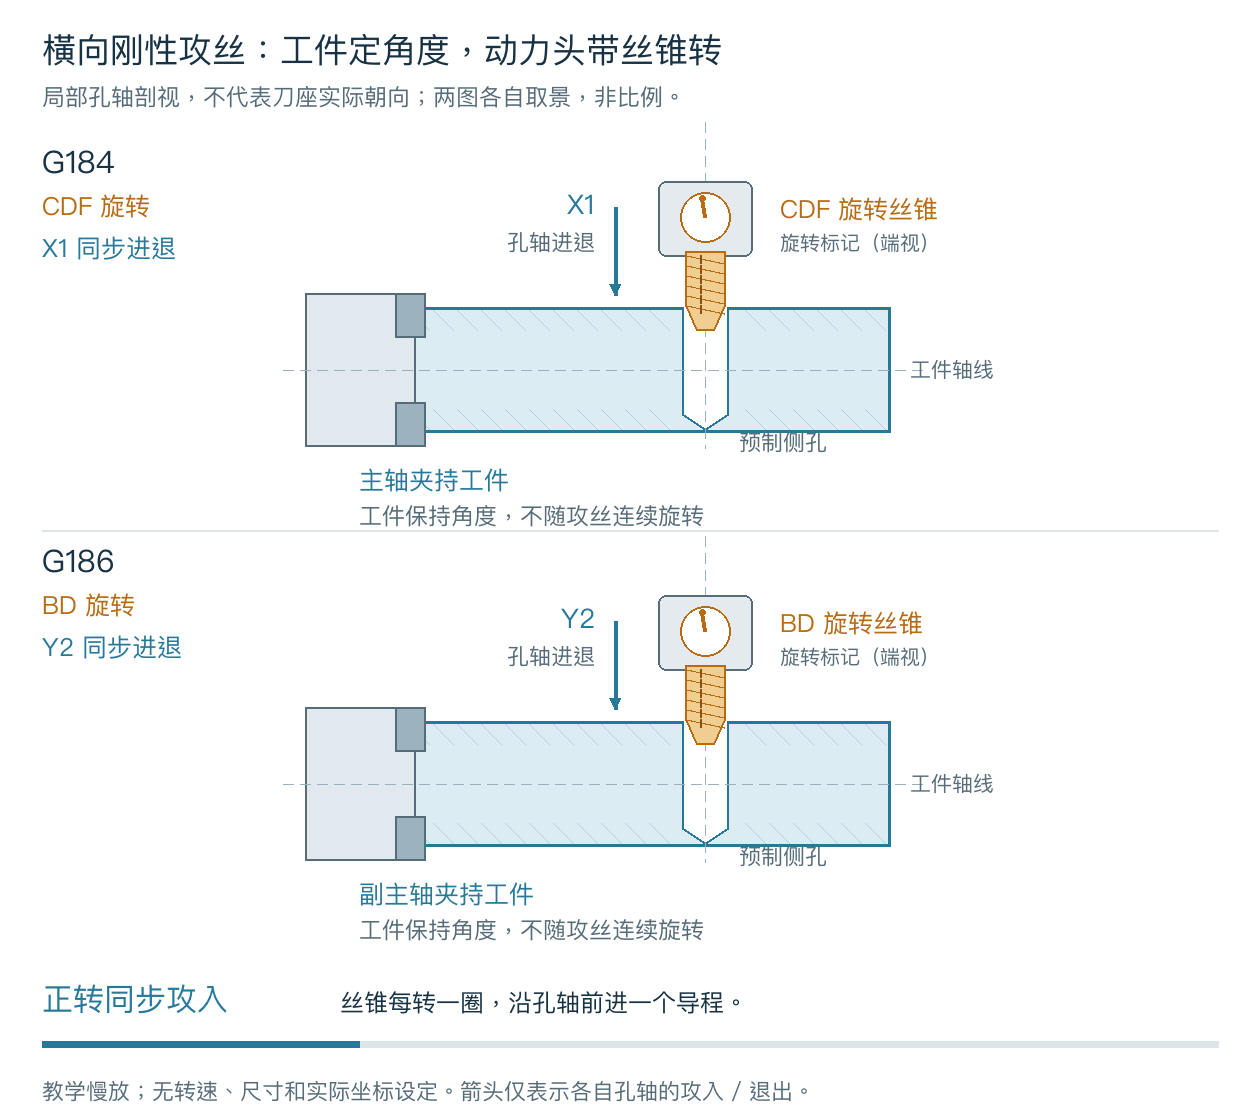 橫向刚性攻丝：工件定角度，动力头带丝锥转
局部孔轴剖视，不代表刀座实际朝向；两图各自取景，非比例。
G184
CDF 旋转
X1 同步进退
X1
孔轴进退
CDF 旋转丝锥
旋转标记（端视）
工件轴线
预制侧孔
主轴夹持工件
工件保持角度，不随攻丝连续旋转
G186
BD 旋转
Y2 同步进退
Y2
孔轴进退
BD 旋转丝锥
旋转标记（端视）
工件轴线
预制侧孔
副主轴夹持工件
工件保持角度，不随攻丝连续旋转
正转同步攻入
丝锥每转一圈，沿孔轴前进一个导程。
教学慢放；无转速、尺寸和实际坐标设定。箭头仅表示各自孔轴的攻入 / 退出。